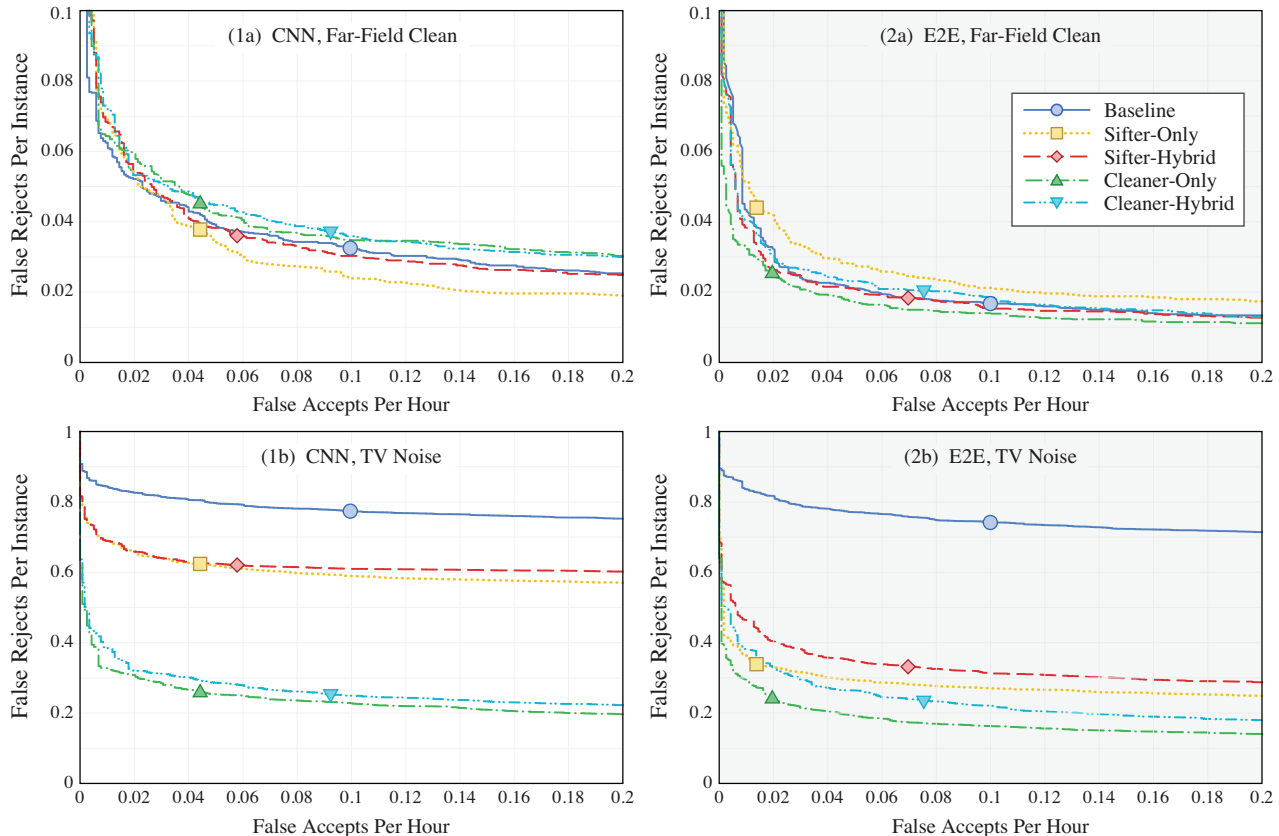 (1a) CNN, Far-Field Clean
False Rejects Per Instance
0.1
0.08
0.06
0.04
0.02
0
0 0.02 0.04 0.06 0.08 0.1 0.12 0.14 0.16 0.18 0.2
False Accepts Per Hour
(2a) E2E, Far-Field Clean
False Rejects Per Instance
0.1
0.08
0.06
0.04
0.02
0
Baseline
Sifter-Only
Sifter-Hybrid
Cleaner-Only
Cleaner-Hybrid
0 0.02 0.04 0.06 0.08 0.1 0.12 0.14 0.16 0.18 0.2
False Accepts Per Hour
(1b) CNN, TV Noise
False Rejects Per Instance
1
0.8
0.6
0.4
0.2
0
0 0.02 0.04 0.06 0.08 0.1 0.12 0.14 0.16 0.18 0.2
False Accepts Per Hour
(2b) E2E, TV Noise
False Rejects Per Instance
1
0.8
0.6
0.4
0.2
0
0 0.02 0.04 0.06 0.08 0.1 0.12 0.14 0.16 0.18 0.2
False Accepts Per Hour